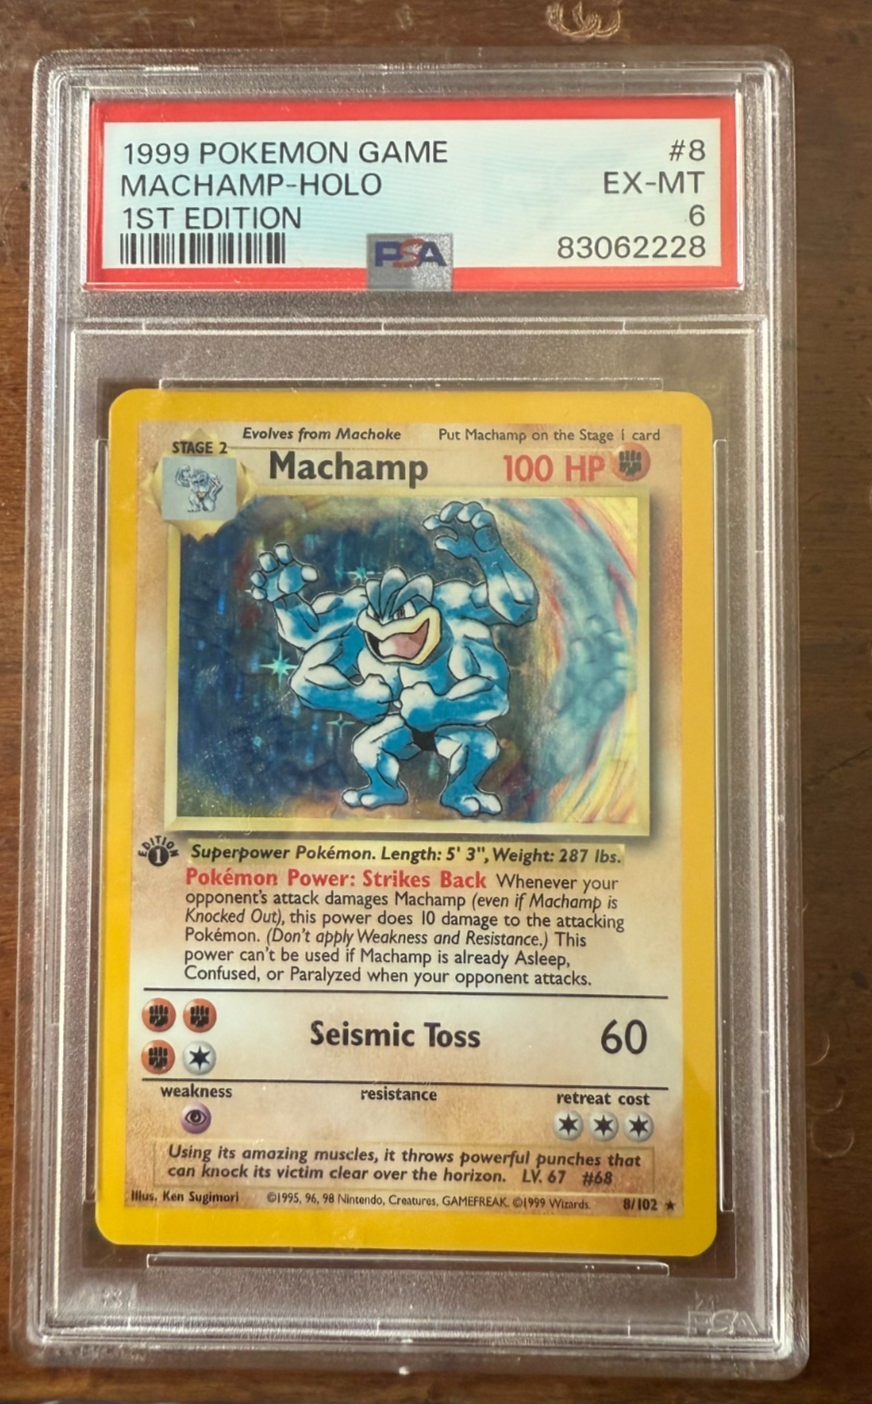 1999 POKEMON GAME #8
MACHAMP-HOLO EX-MT
1ST EDITION 6
PSA 83062228
Evolves from Machoke Put Machamp on the Stage 1 card
STAGE 2
Machamp 100 HP
EDITION
1
Superpower Pokémon. Length: 5' 3", Weight: 287 lbs.
Pokémon Power: Strikes Back Whenever your
opponent's attack damages Machamp (even if Machamp is
Knocked Out), this power does 10 damage to the attacking
Pokémon. (Don't apply Weakness and Resistance.) This
power can't be used if Machamp is already Asleep,
Confused, or Paralyzed when your opponent attacks.
Seismic Toss 60
weakness resistance retreat cost
Using its amazing muscles, it throws powerful punches that
can knock its victim clear over the horizon. LV. 67 #68
Illus. Ken Sugimori ©1995, 96, 98 Nintendo, Creatures, GAMEFREAK. ©1999 Wizards. 8/102 ★
PSA